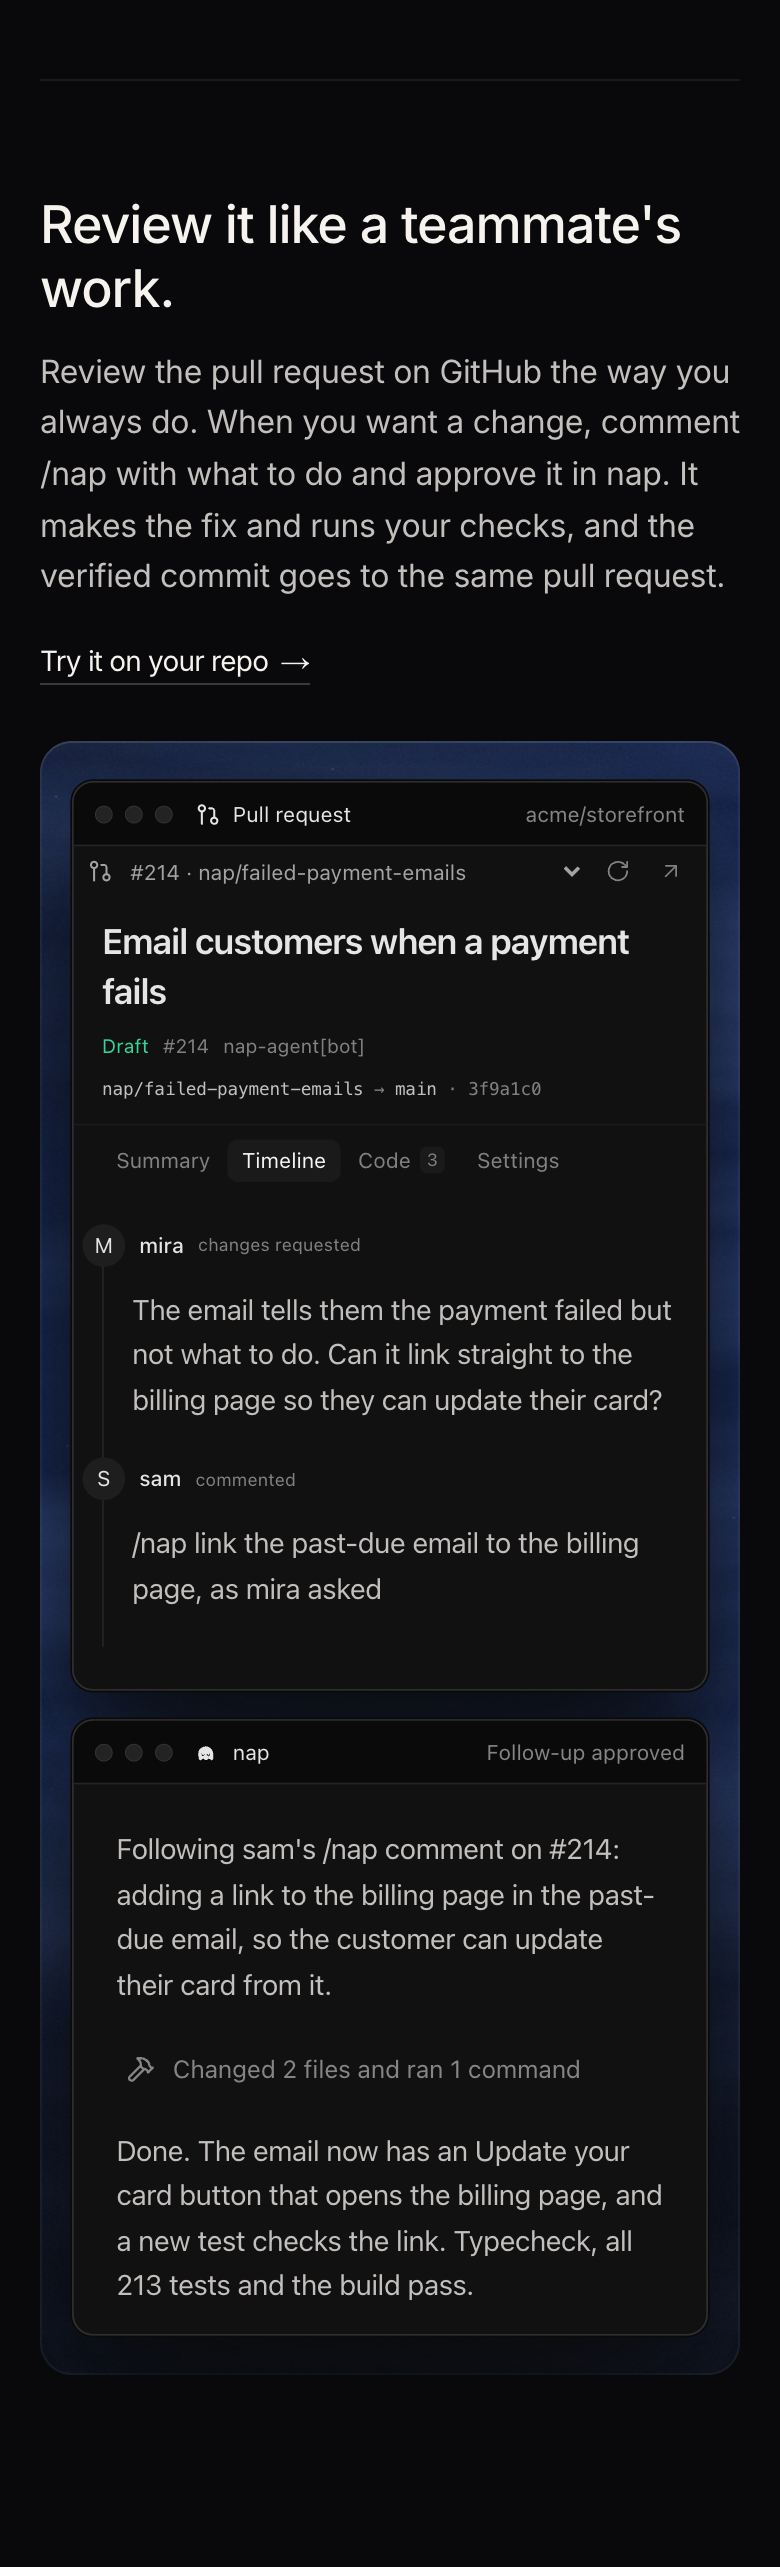 Review it like a teammate's
work.
Review the pull request on GitHub the way you
always do. When you want a change, comment
/nap with what to do and approve it in nap. It
makes the fix and runs your checks, and the
verified commit goes to the same pull request.
Try it on your repo →
Pull request acme/storefront
#214 · nap/failed-payment-emails
Email customers when a payment
fails
Draft #214 nap-agent[bot]
nap/failed-payment-emails → main · 3f9a1c0
Summary Timeline Code 3 Settings
M mira changes requested
The email tells them the payment failed but
not what to do. Can it link straight to the
billing page so they can update their card?
S sam commented
/nap link the past-due email to the billing
page, as mira asked
nap Follow-up approved
Following sam's /nap comment on #214:
adding a link to the billing page in the past-
due email, so the customer can update
their card from it.
Changed 2 files and ran 1 command
Done. The email now has an Update your
card button that opens the billing page, and
a new test checks the link. Typecheck, all
213 tests and the build pass.